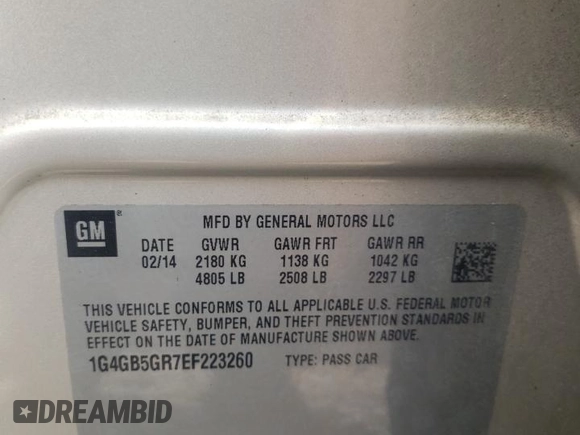 GM
MFD BY GENERAL MOTORS LLC
DATE GVWR GAWR FRT GAWR RR
02/14 2180 KG 1138 KG 1042 KG
4805 LB 2508 LB 2297 LB
THIS VEHICLE CONFORMS TO ALL APPLICABLE U.S. FEDERAL MOTOR
VEHICLE SAFETY, BUMPER, AND THEFT PREVENTION STANDARDS IN
EFFECT ON THE DATE OF MANUFACTURE SHOWN ABOVE.
1G4GB5GR7EF223260 TYPE: PASS CAR
DREAMBID